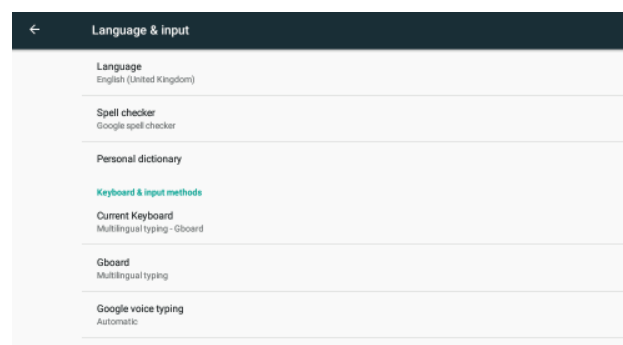 Language & input
Language
English (United Kingdom)
Spell checker
Google spell checker
Personal dictionary
Keyboard & input methods
Current Keyboard
Multilingual typing - Gboard
Gboard
Multilingual typing
Google voice typing
Automatic